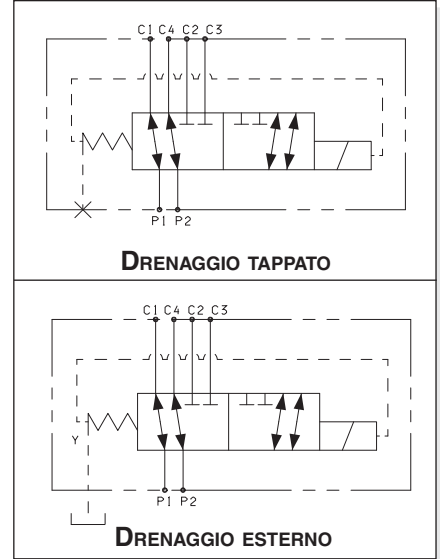 C1 C4 C2 C3
P1 P2
DRENAGGIO TAPPATO
C1 C4 C2 C3
Y
P1 P2
DRENAGGIO ESTERNO